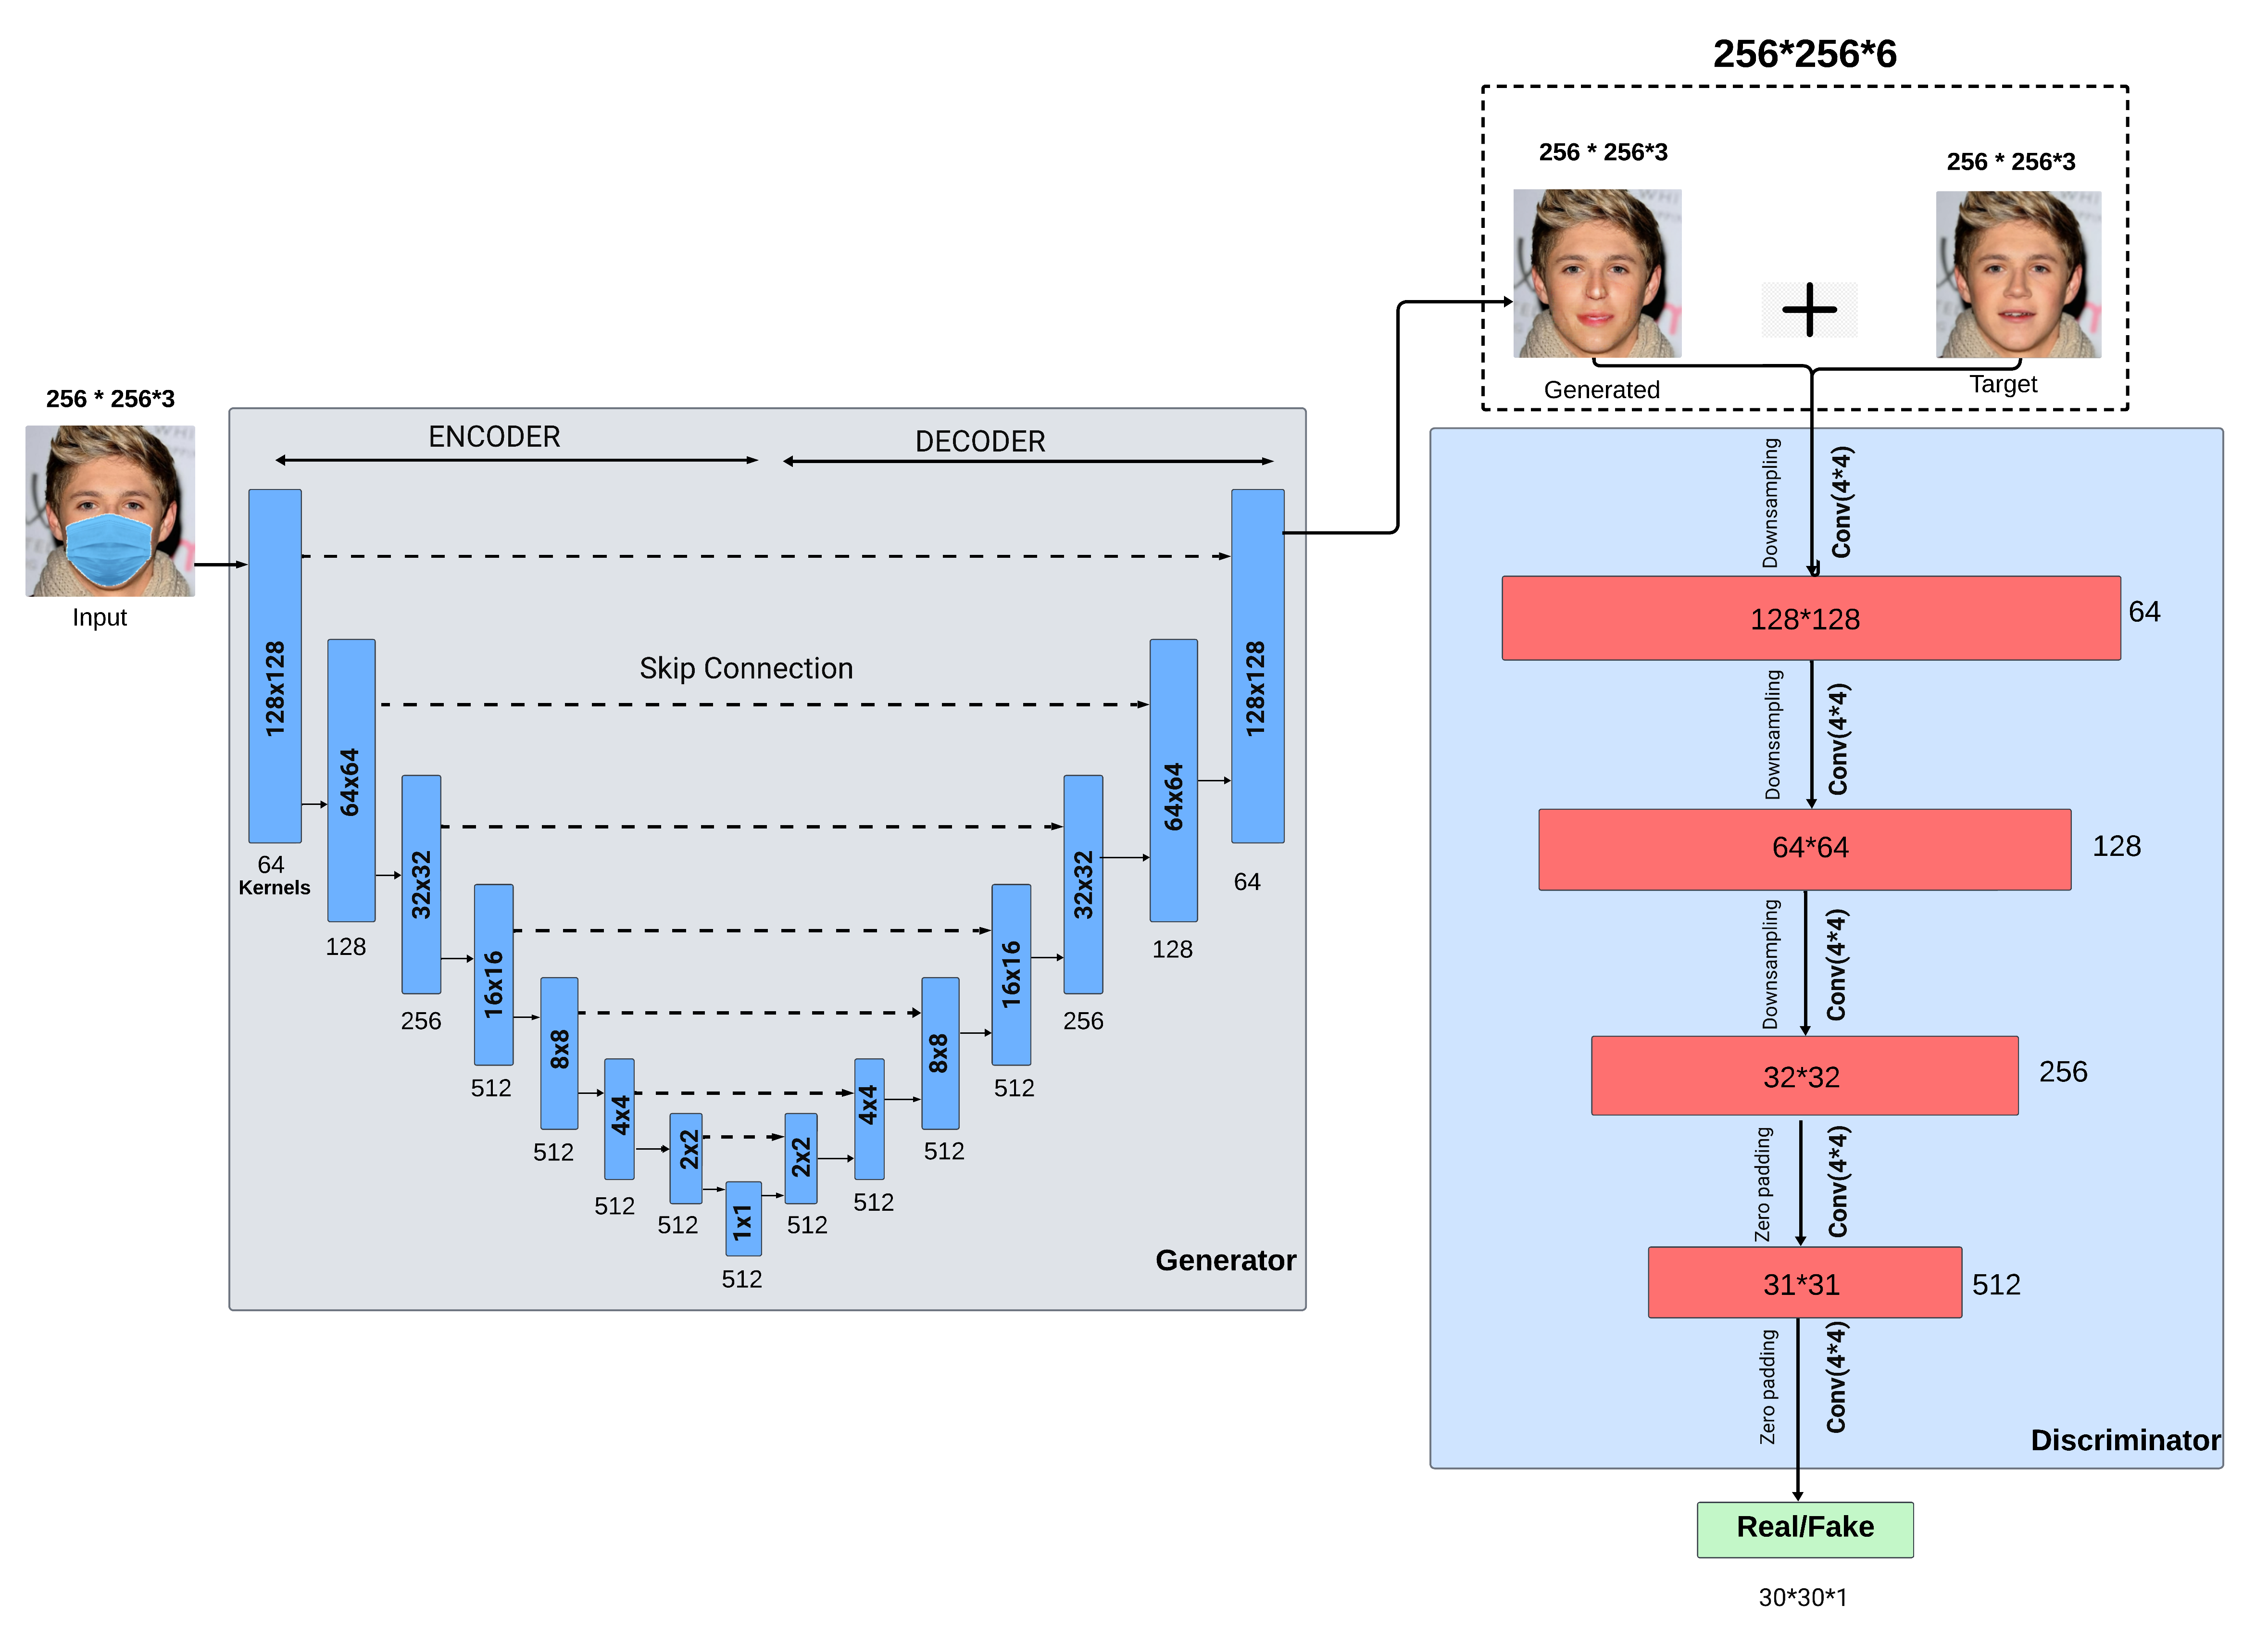 256*256*6
256 * 256*3
256 * 256*3
Generated
Target
256 * 256*3
Input
ENCODER
DECODER
Skip Connection
128x128
64
Kernels
64x64
128
32x32
256
16x16
512
8x8
512
4x4
512
2x2
512
1x1
512
2x2
512
4x4
512
8x8
512
16x16
512
32x32
256
64x64
128
128x128
64
Generator
Downsampling
Conv(4*4)
128*128
64
Downsampling
Conv(4*4)
64*64
128
Downsampling
Conv(4*4)
32*32
256
Zero padding
Conv(4*4)
31*31
512
Zero padding
Conv(4*4)
Discriminator
Real/Fake
30*30*1